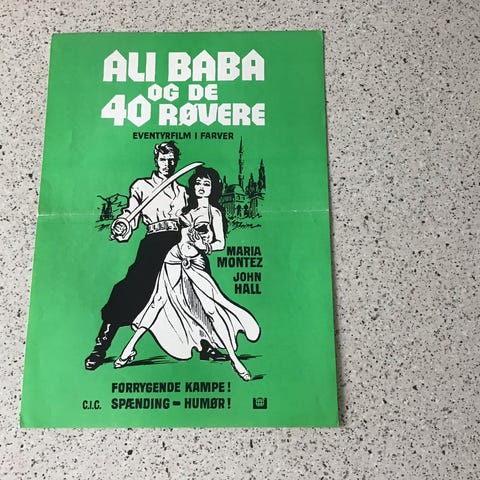 ALI BABA
OG DE
40 RØVERE
EVENTYRFILM I FARVER
MARIA
MONTEZ
JOHN
HALL
FORRYGENDE KAMPE!
C.I.C. SPÆNDING - HUMØR!